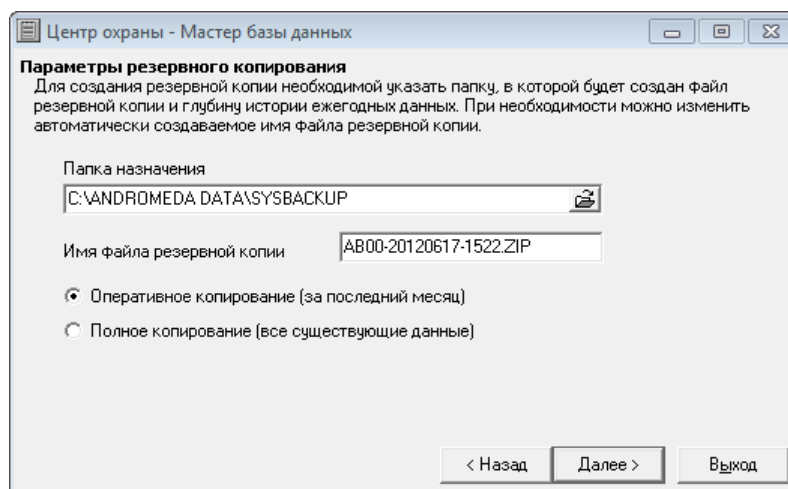 Центр охраны - Мастер базы данных
Параметры резервного копирования
Для создания резервной копии необходимой указать папку, в которой будет создан файл
резервной копии и глубину истории ежегодных данных. При необходимости можно изменить
автоматически создаваемое имя файла резервной копии.
Папка назначения
C:\ANDROMEDA DATA\SYSBACKUP
Имя файла резервной копии
AB00-20120617-1522.ZIP
Оперативное копирование (за последний месяц)
Полное копирование (все существующие данные)
< Назад
Далее >
Выход